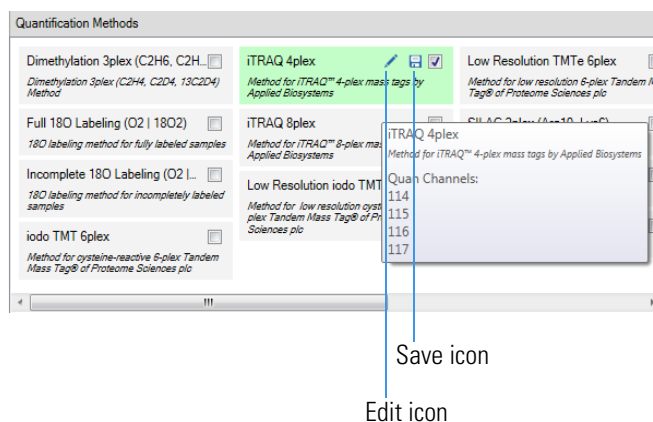 Quantification Methods
Dimethylation 3plex (C2H6, C2H...
Dimethylation 3plex (C2H4, C2D4, 13C2D4)
Method
Full 18O Labeling (O2 | 18O2)
18O labeling method for fully labeled samples
Incomplete 18O Labeling (O2 |...
18O labeling method for incompletely labeled
samples
iodo TMT 6plex
Method for cysteine-reactive 6-plex Tandem
Mass Tag® of Proteome Sciences plc
iTRAQ 4plex
Method for iTRAQ™ 4-plex mass tags by
Applied Biosystems
iTRAQ 8plex
Method for iTRAQ™ 8-plex
Applied Biosystems
Low Resolution iodo TMT
Method for low resolution
plex Tandem Mass Tag® of
Sciences plc
Low Resolution TMTe 6plex
Method for low resolution 6-plex Tandem
Tag® of Proteome Sciences plc
iTRAQ 4plex
Method for iTRAQ™ 4-plex mass tags by Applied Biosystems
Quan Channels:
114
115
116
117
Save icon
Edit icon